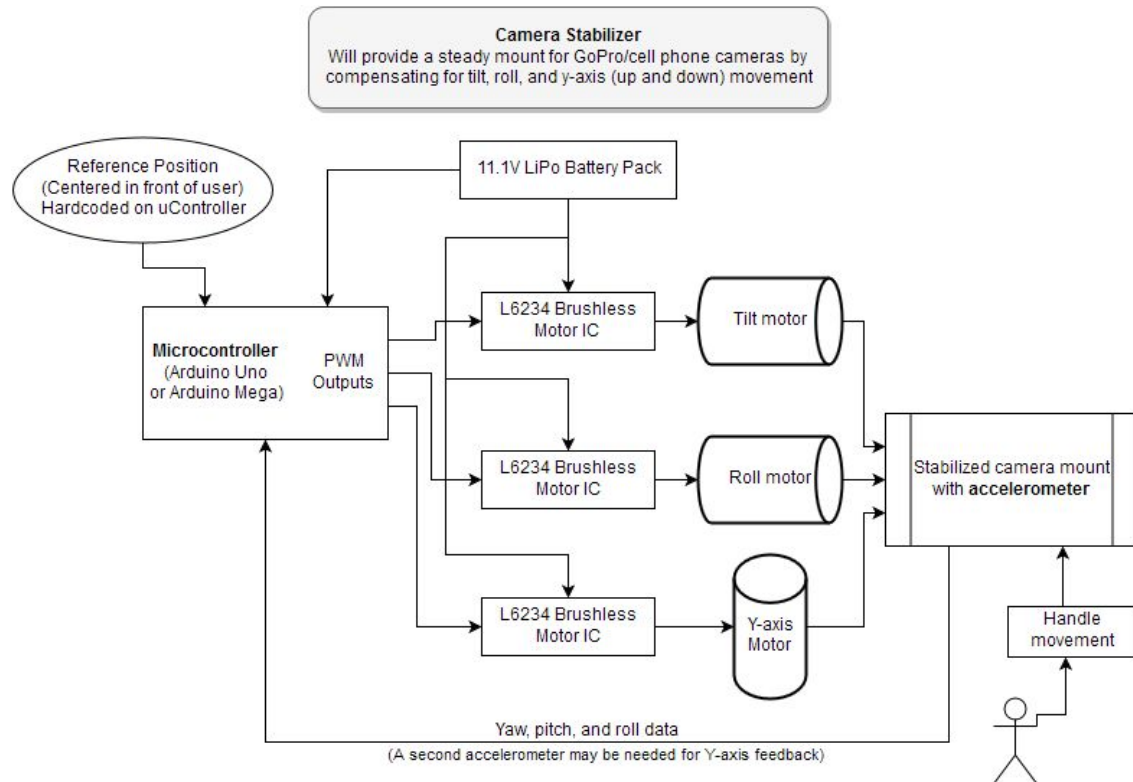 Camera Stabilizer
Will provide a steady mount for GoPro/cell phone cameras by
compensating for tilt, roll, and y-axis (up and down) movement
Reference Position
(Centered in front of user)
Hardcoded on uController
11.1V LiPo Battery Pack
Microcontroller
(Arduino Uno
or Arduino Mega)
PWM
Outputs
L6234 Brushless
Motor IC
Tilt motor
L6234 Brushless
Motor IC
Roll motor
Stabilized camera mount
with accelerometer
L6234 Brushless
Motor IC
Y-axis
Motor
Handle
movement
Yaw, pitch, and roll data
(A second accelerometer may be needed for Y-axis feedback)